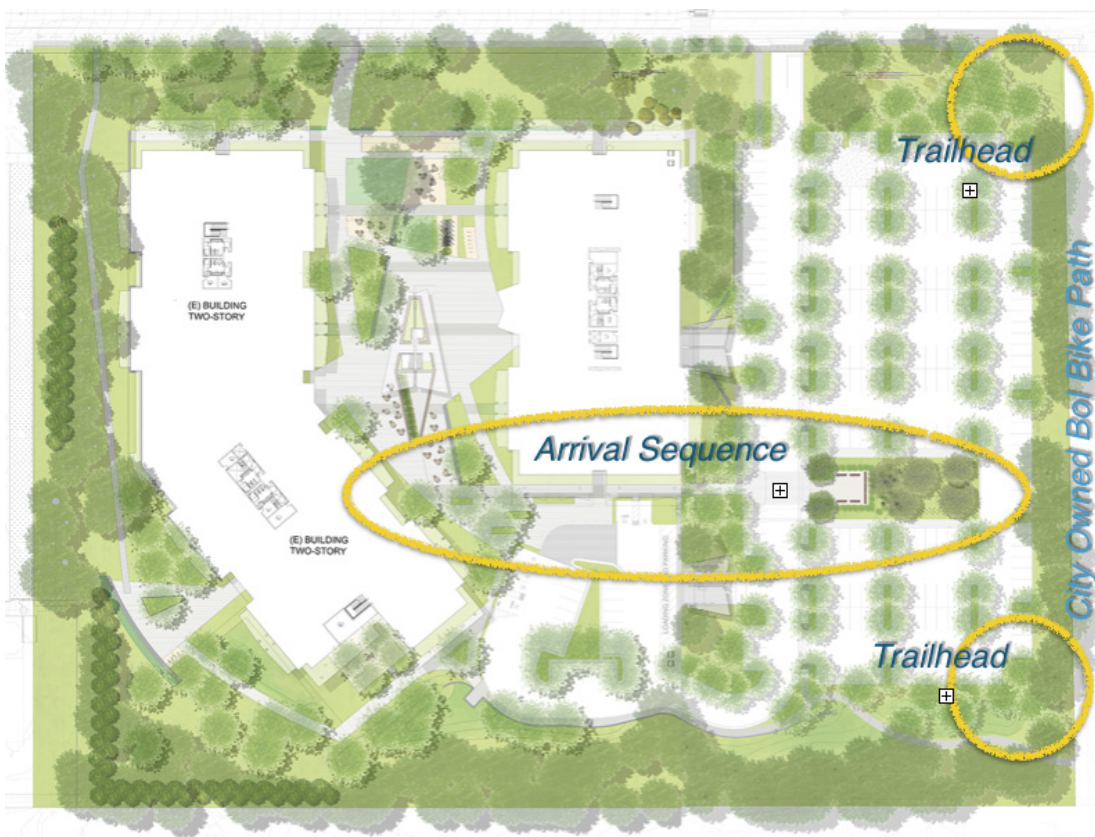 Trailhead
(E) BUILDING
TWO-STORY
City Owned Bol Bike Path
Arrival Sequence
(E) BUILDING
TWO-STORY
Trailhead